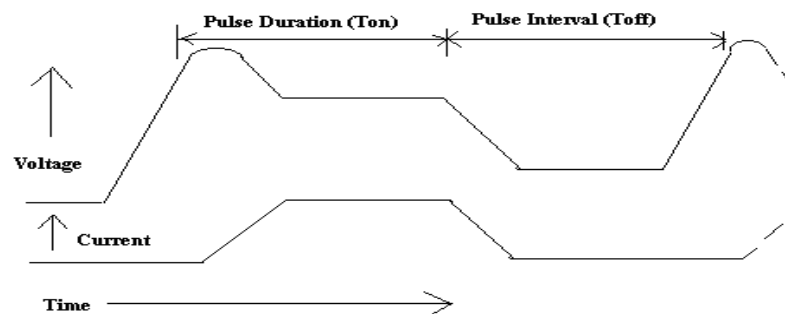 Pulse Duration (Ton)
Pulse Interval (Toff)
Voltage
Current
Time